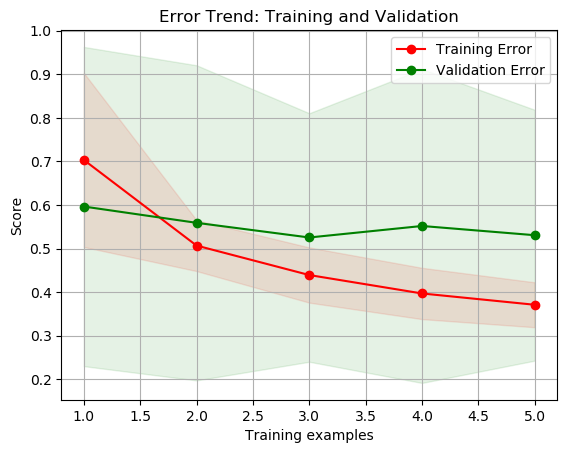 Error Trend: Training and Validation
Training Error
Validation Error
Score
1.0
0.9
0.8
0.7
0.6
0.5
0.4
0.3
0.2
1.0 1.5 2.0 2.5 3.0 3.5 4.0 4.5 5.0
Training examples